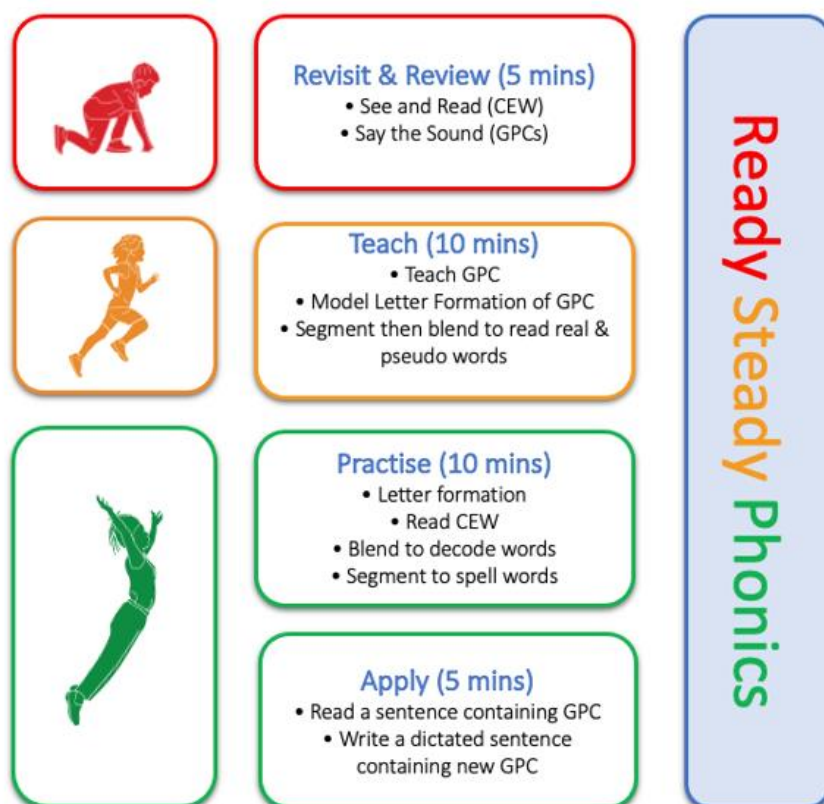 Revisit & Review (5 mins)
• See and Read (CEW)
• Say the Sound (GPCs)
Teach (10 mins)
• Teach GPC
• Model Letter Formation of GPC
• Segment then blend to read real &
pseudo words
Practise (10 mins)
• Letter formation
• Read CEW
• Blend to decode words
• Segment to spell words
Apply (5 mins)
• Read a sentence containing GPC
• Write a dictated sentence
containing new GPC
Ready Steady Phonics